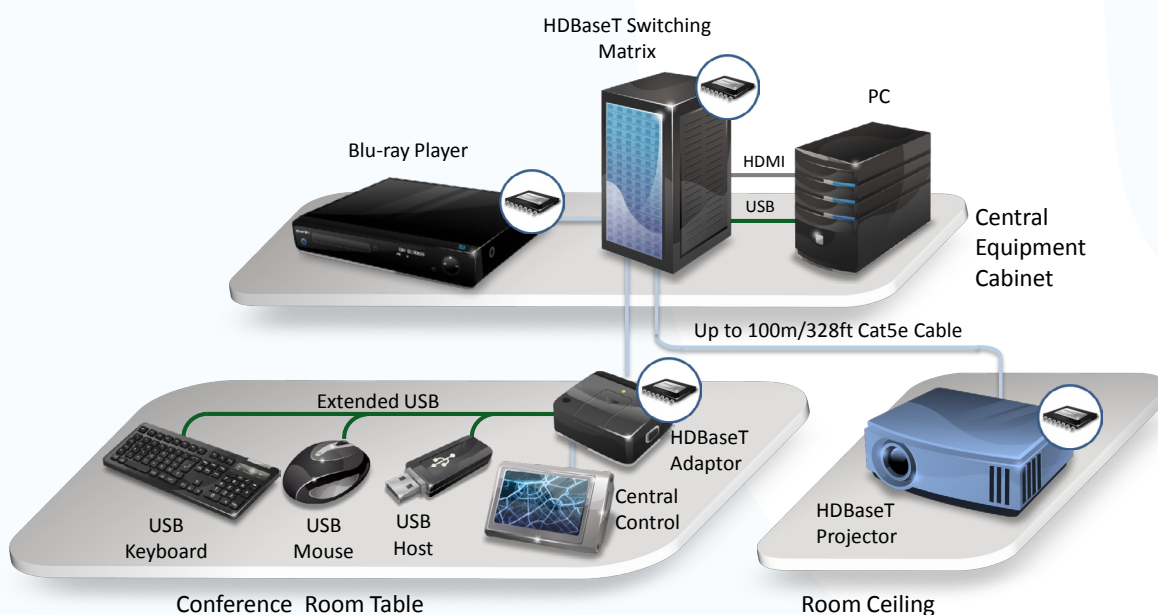 HDBaseT Switching
Matrix
PC
Blu-ray Player
HDMI
USB
Central
Equipment
Cabinet
Up to 100m/328ft Cat5e Cable
Extended USB
HDBaseT
Adaptor
USB
Keyboard
USB
Mouse
USB
Host
Central
Control
HDBaseT
Projector
Conference Room Table
Room Ceiling